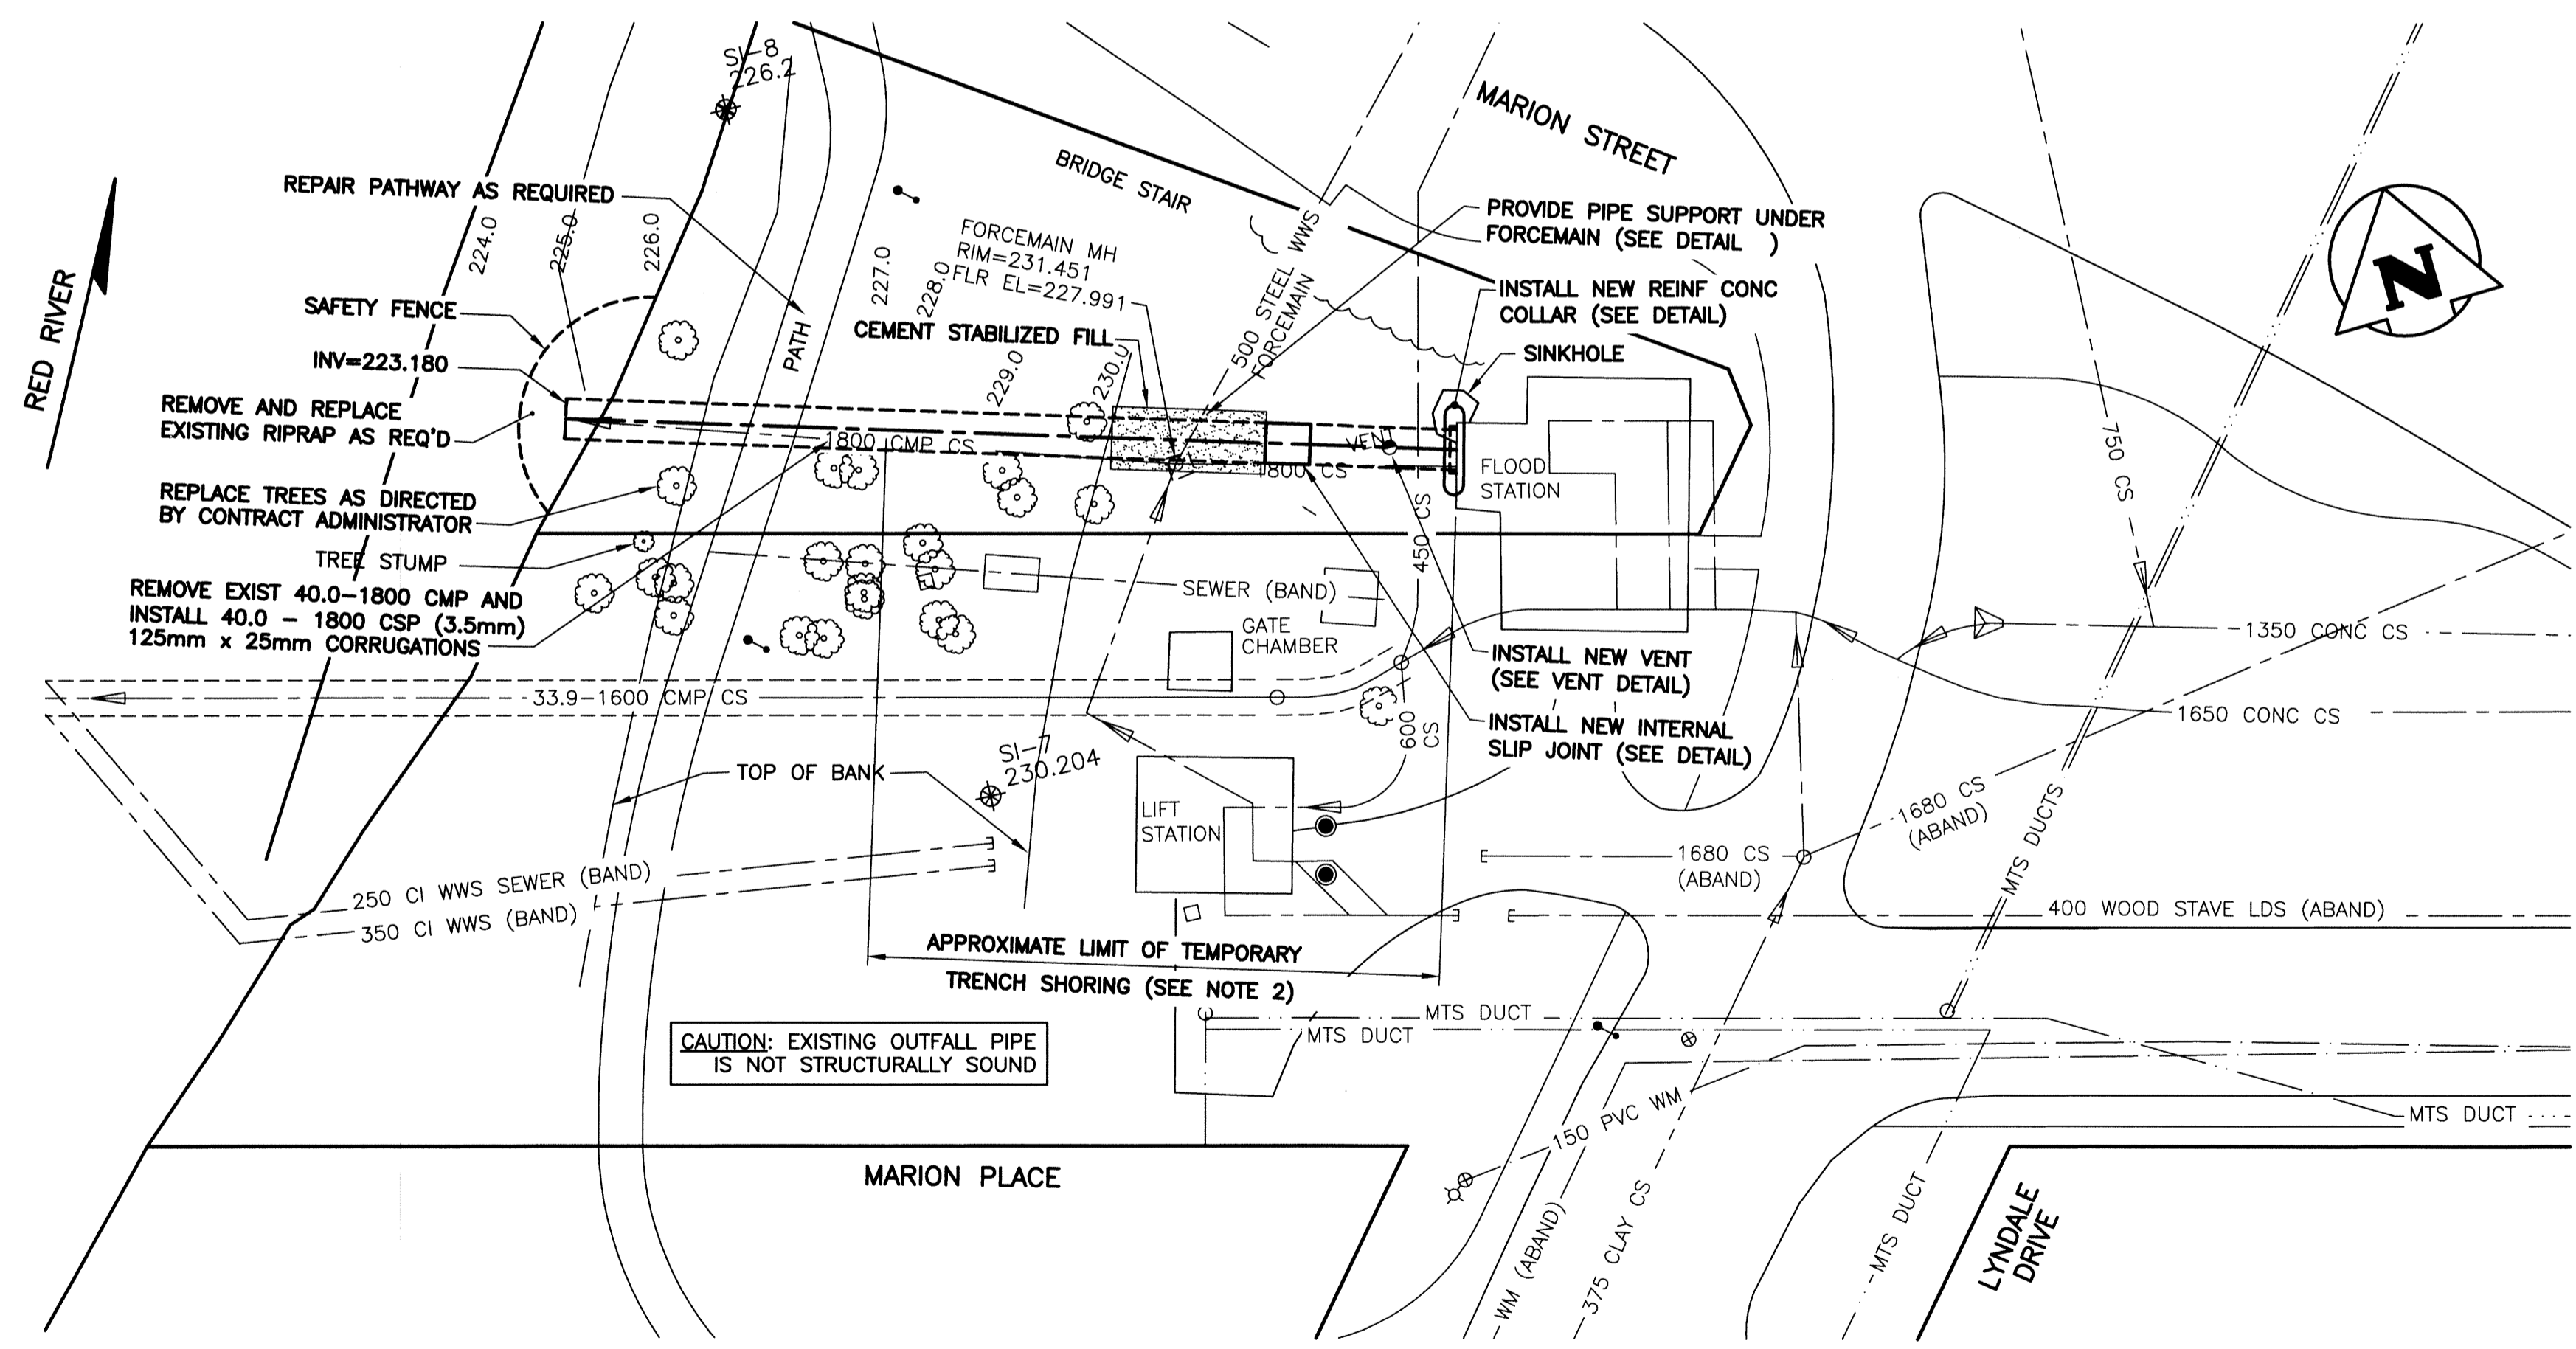 SI-8
226.2
MARION STREET
BRIDGE STAIR
REPAIR PATHWAY AS REQUIRED
224.0
225.0
226.0
227.0
228.0
229.0
230.0
RED RIVER
FORCEMAIN MH
RIM=231.451
FLR EL=227.991
500 STEEL WWS
FORCEMAIN
PROVIDE PIPE SUPPORT UNDER
FORCEMAIN (SEE DETAIL )
INSTALL NEW REINF CONC
COLLAR (SEE DETAIL)
SINKHOLE
N
SAFETY FENCE
INV=223.180
PATH
CEMENT STABILIZED FILL
REMOVE AND REPLACE
EXISTING RIPRAP AS REQ'D
1800 CMP CS
VENT
1800 CS
FLOOD
STATION
750 CS
REPLACE TREES AS DIRECTED
BY CONTRACT ADMINISTRATOR
TREE STUMP
450 CS
REMOVE EXIST 40.0-1800 CMP AND
INSTALL 40.0 - 1800 CSP (3.5mm)
125mm x 25mm CORRUGATIONS
SEWER (BAND)
GATE
CHAMBER
1350 CONC CS
INSTALL NEW VENT
(SEE VENT DETAIL)
33.9-1600 CMP CS
600
CS
INSTALL NEW INTERNAL
SLIP JOINT (SEE DETAIL)
1650 CONC CS
SI-7
230.204
TOP OF BANK
LIFT
STATION
1680 CS
(ABAND)
1680 CS
(ABAND)
MTS DUCTS
250 CI WWS SEWER (BAND)
350 CI WWS (BAND)
400 WOOD STAVE LDS (ABAND)
APPROXIMATE LIMIT OF TEMPORARY
TRENCH SHORING (SEE NOTE 2)
MTS DUCT
MTS DUCT
CAUTION: EXISTING OUTFALL PIPE
IS NOT STRUCTURALLY SOUND
MTS DUCT
150 PVC WM
MARION PLACE
WM (ABAND)
375 CLAY CS
MTS DUCT
LYNDALE
DRIVE